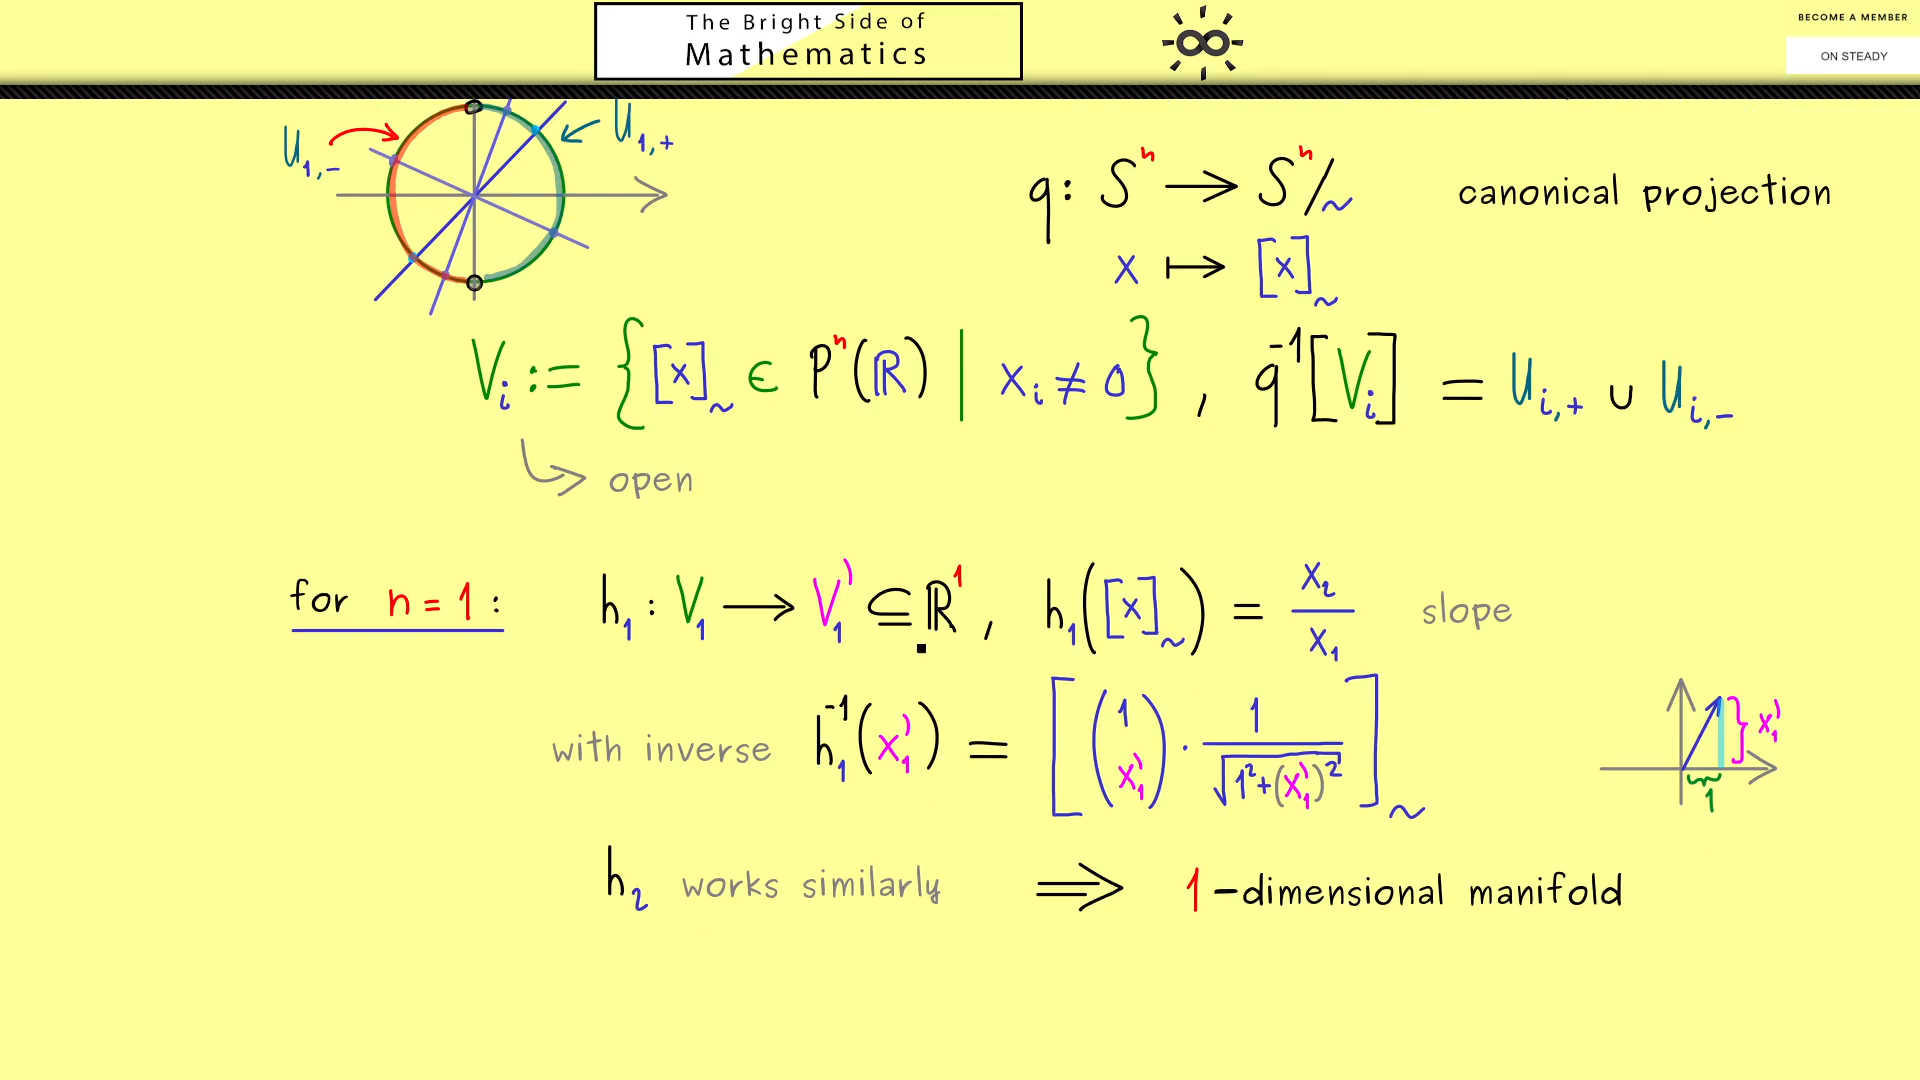 The Bright Side of
Mathematics
BECOME A MEMBER
ON STEADY
U₁,₋
U₁,₊
q: Sⁿ ⟶ Sⁿ/~ canonical projection
x ⟼ [x]~
Vᵢ := {[x]~ ∈ Pⁿ(ℝ) | xᵢ ≠ 0}, q⁻¹[Vᵢ] = Uᵢ,₊ ∪ Uᵢ,₋
open
for n = 1: h₁: V₁ ⟶ V₁' ⊆ ℝ¹, h₁([x]~) = x₂/x₁ slope
with inverse h₁⁻¹(x₁') = [(1 x₁') · 1/√(1²+(x₁')²)]~
x₁'
1
h₂ works similarly ⟹ 1-dimensional manifold